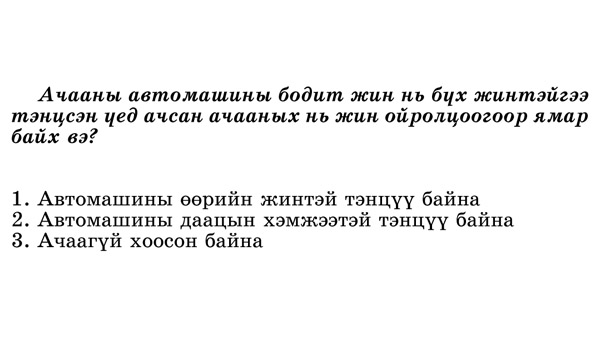 Ачааны автомашины бодит жин нь бүх жинтэйгээ
тэнцсэн үед ачсан ачааных нь жин ойролцоогоор ямар
байх вэ?
1. Автомашины өөрийн жинтэй тэнцүү байна
2. Автомашины даацын хэмжээтэй тэнцүү байна
3. Ачаагүй хоосон байна